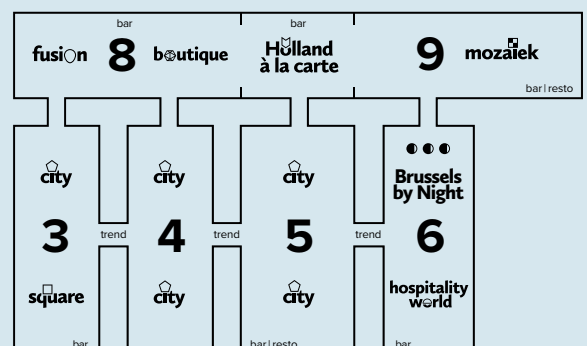 bar
bar
fusion
8
boutique
Holland
à la carte
9
mozaïek
bar|resto
city
city
city
Brussels
by Night
3
trend
4
trend
5
trend
6
square
city
city
hospitality
world
bar
bar|resto
bar